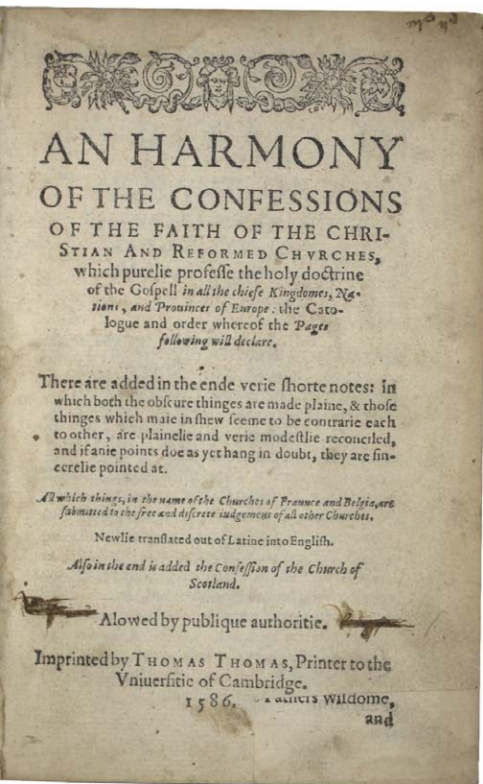 AN HARMONY
OF THE CONFESSIONS
OF THE FAITH OF THE CHRI-
STIAN AND REFORMED CHVRCHES,
which purelie professe the holy doctrine
of the Gospell in all the chiefe Kingdomes, Na-
tions, and Prouinces of Europe: the Cata-
logue and order whereof the Pages
following will declare.
There are added in the ende verie shorte notes: in
which both the obscure thinges are made plaine, & those
thinges which maie in shew seeme to be contrarie each
to other, are plainelie and verie modestlie reconciled,
and if anie points doe as yet hang in doubt, they are sin-
cerelie pointed at.
All which things, in the name of the Churches of Fraunce and Belgia, are
submitted to the free and discrete iudgement of all other Churches.
Newlie translated out of Latine into English.
Also in the end is added the Confession of the Church of
Scotland.
Alowed by publique authoritie.
Imprinted by THOMAS THOMAS, Printer to the
Vniuersitie of Cambridge.
1586.
wisdome,
and